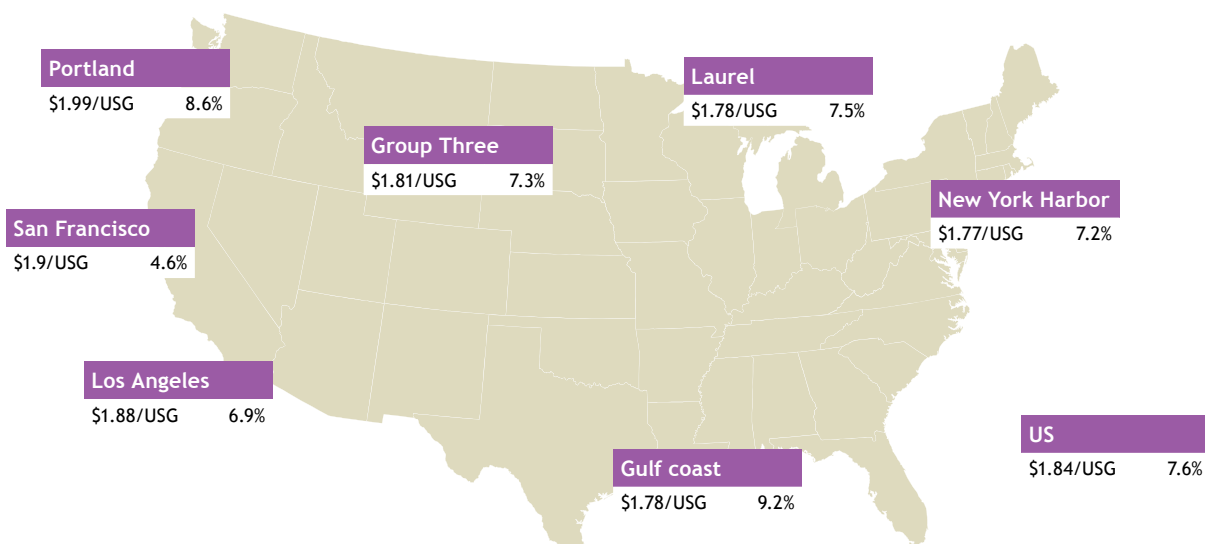 Portland
$1.99/USG 8.6%
Laurel
$1.78/USG 7.5%
Group Three
$1.81/USG 7.3%
New York Harbor
$1.77/USG 7.2%
San Francisco
$1.9/USG 4.6%
Los Angeles
$1.88/USG 6.9%
US
$1.84/USG 7.6%
Gulf coast
$1.78/USG 9.2%